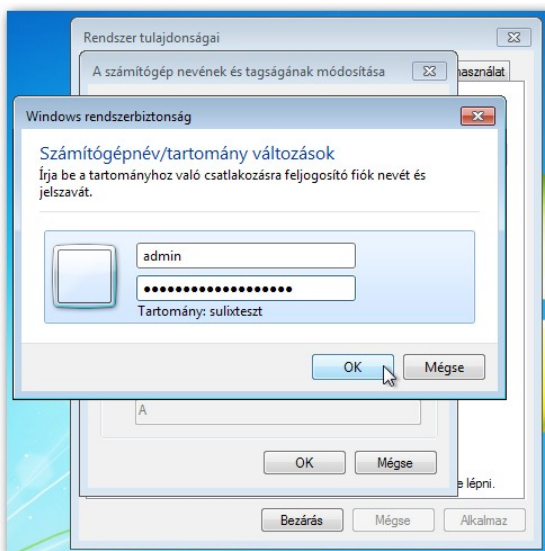 Rendszer tulajdonságai
A számítógép nevének és tagságának módosítása
használat
Windows rendszerbiztonság
Számítógépnév/tartomány változások
Írja be a tartományhoz való csatlakozásra feljogosító fiók nevét és
jelszavát.
admin
●●●●●●●●●●●●●●●●●●●
Tartomány: sulixteszt
OK Mégse
A
OK Mégse
e lépni.
Bezárás Mégse Alkalmaz